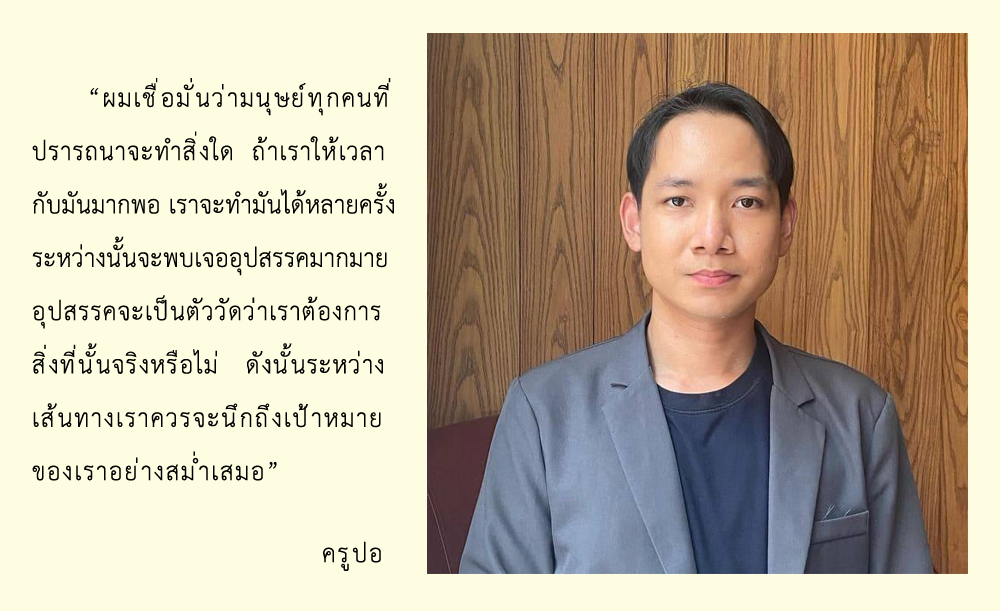 “ผมเชื่อมั่นว่ามนุษย์ทุกคนที่
ปรารถนาจะทำสิ่งใด ถ้าเราให้เวลา
กับมันมากพอ เราจะทำมันได้หลายครั้ง
ระหว่างนั้นจะพบเจออุปสรรคมากมาย
อุปสรรคจะเป็นตัววัดว่าเราต้องการ
สิ่งที่นั้นจริงหรือไม่ ดังนั้นระหว่าง
เส้นทางเราควรจะนึกถึงเป้าหมาย
ของเราอย่างสม่ำเสมอ”
ครูปอ